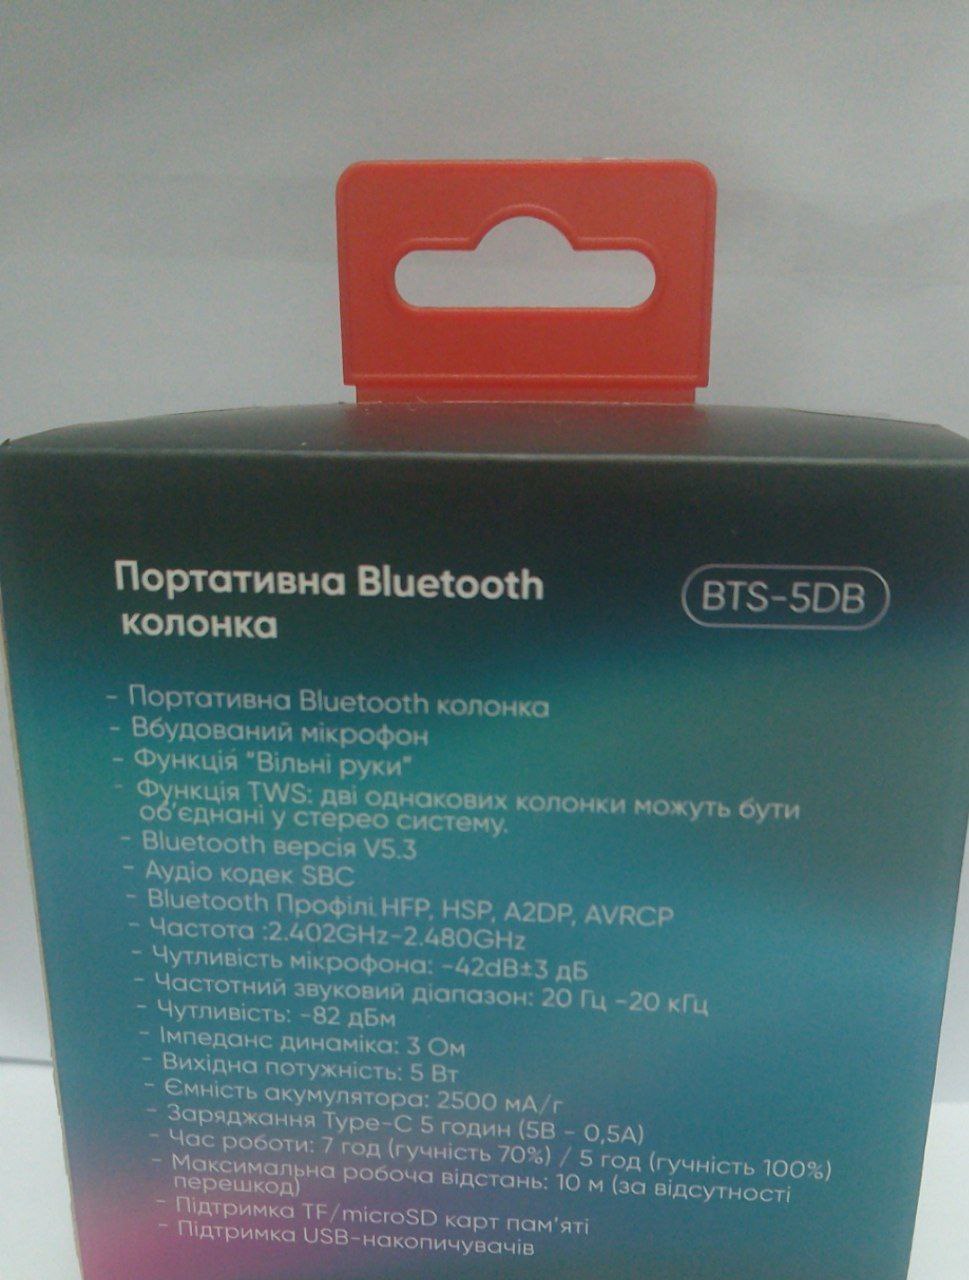 Портативна Bluetooth
колонка
BTS-5DB
- Портативна Bluetooth колонка
- Вбудований мікрофон
- Функція "Вільні руки"
- Функція TWS: дві однакових колонки можуть бути
об'єднані у стерео систему.
- Bluetooth версія V5.3
- Аудіо кодек SBC
- Bluetooth Профілі HFP, HSP, A2DP, AVRCP
- Частота :2.402GHz-2.480GHz
- Чутливість мікрофона: -42dB±3 дБ
- Частотний звуковий діапазон: 20 Гц -20 кГц
- Чутливість: -82 дБм
- Імпеданс динаміка: 3 Ом
- Вихідна потужність: 5 Вт
- Ємність акумулятора: 2500 мА/г
- Заряджання Type-C 5 годин (5В - 0,5А)
- Час роботи: 7 год (гучність 70%) / 5 год (гучність 100%)
- Максимальна робоча відстань: 10 м (за відсутності
перешкод)
- Підтримка TF/microSD карт пам'яті
- Підтримка USB-накопичувачів